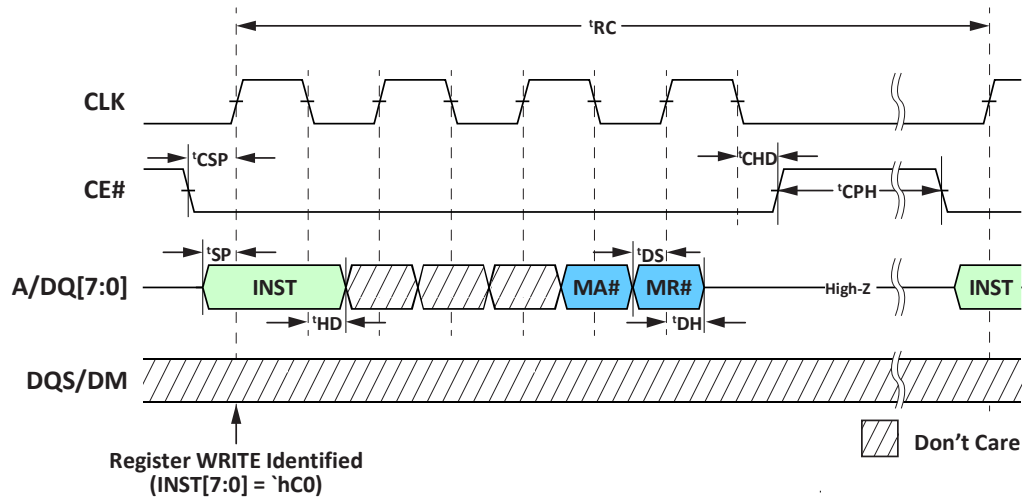 tRC
CLK
tCSP
tCHD
CE#
tCPH
tSP
tDS
A/DQ[7:0]
INST
MA#
MR#
High-Z
INST
tHD
tDH
DQS/DM
Don't Care
Register WRITE Identified
(INST[7:0] = `hC0)